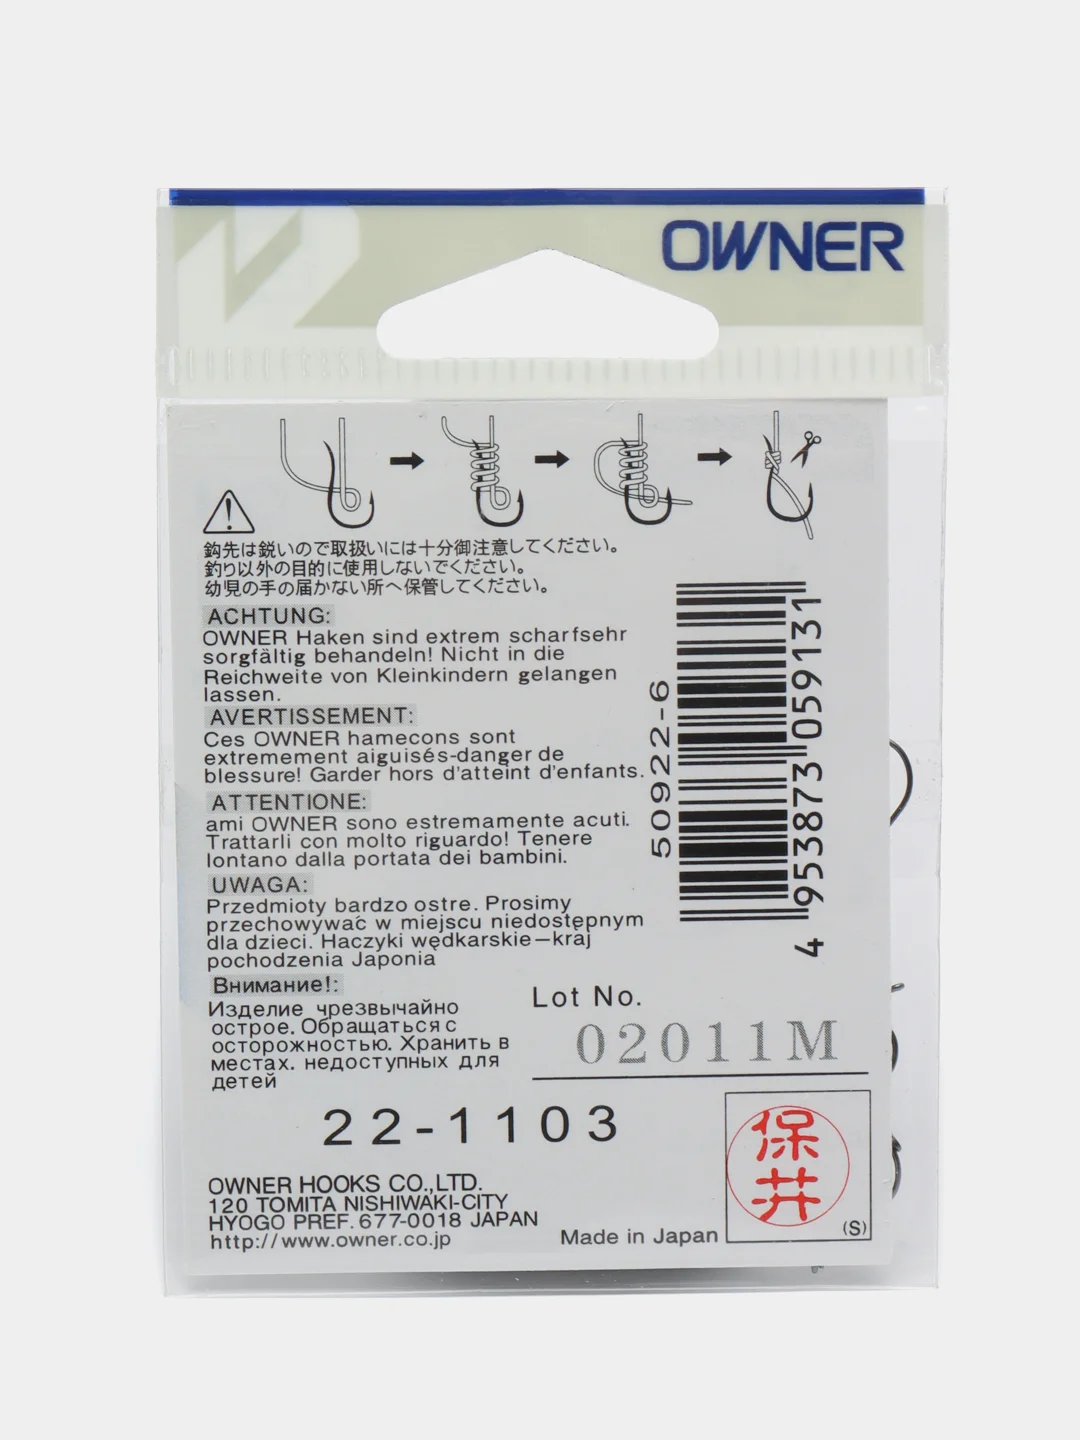 OWNER
鈎先は鋭いので取扱いには十分御注意してください。
釣り以外の目的に使用しないでください。
幼児の手の届かない所へ保管してください。
ACHTUNG:
OWNER Haken sind extrem scharfsehr
sorgfältig behandeln! Nicht in die
Reichweite von Kleinkindern gelangen
lassen.
AVERTISSEMENT:
Ces OWNER hamecons sont
extremement aiguisés-danger de
blessure! Garder hors d'atteint d'enfants.
ATTENTIONE:
ami OWNER sono estremamente acuti.
Trattarli con molto riguardo! Tenere
lontano dalla portata dei bambini.
UWAGA:
Przedmioty bardzo ostre. Prosimy
przechowywać w miejscu niedostępnym
dla dzieci. Haczyki wędkarskie—kraj
pochodzenia Japonia
Внимание!:
Изделие чрезвычайно
острое. Обращаться с
осторожностью. Хранить в
местах. недоступных для
детей
50922-6
4 953873 059131
Lot No.
02011M
22-1103
OWNER HOOKS CO.,LTD.
120 TOMITA NISHIWAKI-CITY
HYOGO PREF. 677-0018 JAPAN
http://www.owner.co.jp
Made in Japan
保井
(S)